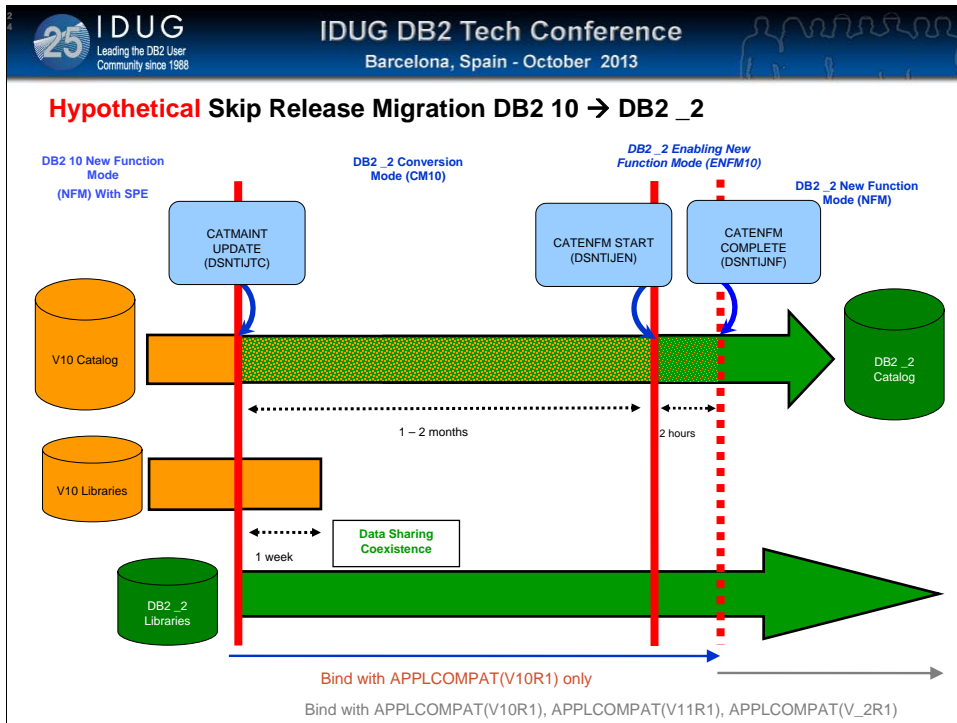 24
25
IDUG
Leading the DB2 User
Community since 1988
IDUG DB2 Tech Conference
Barcelona, Spain - October 2013
Hypothetical Skip Release Migration DB2 10 → DB2 _2
DB2 10 New Function
Mode
(NFM) With SPE
DB2 _2 Conversion
Mode (CM10)
DB2 _2 Enabling New
Function Mode (ENFM10)
DB2 _2 New Function
Mode (NFM)
CATMAINT
UPDATE
(DSNTIJTC)
CATENFM START
(DSNTIJEN)
CATENFM
COMPLETE
(DSNTIJNF)
V10 Catalog
DB2 _2
Catalog
1 – 2 months
2 hours
V10 Libraries
1 week
Data Sharing
Coexistence
DB2 _2
Libraries
Bind with APPLCOMPAT(V10R1) only
Bind with APPLCOMPAT(V10R1), APPLCOMPAT(V11R1), APPLCOMPAT(V_2R1)